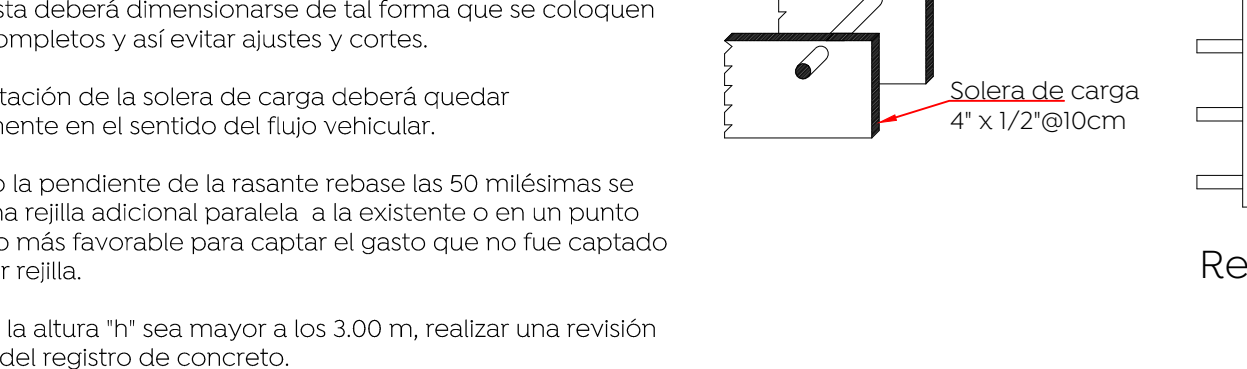 sta deberá dimensionarse de tal forma que se coloquen
ompletos y así evitar ajustes y cortes.
tación de la solera de carga deberá quedar
ente en el sentido del flujo vehicular.
o la pendiente de la rasante rebase las 50 milésimas se
na rejilla adicional paralela a la existente o en un punto
o más favorable para captar el gasto que no fue captado
r rejilla.
la altura "h" sea mayor a los 3.00 m, realizar una revisión
del registro de concreto.
Solera de carga
4" x 1/2"@10cm
Re